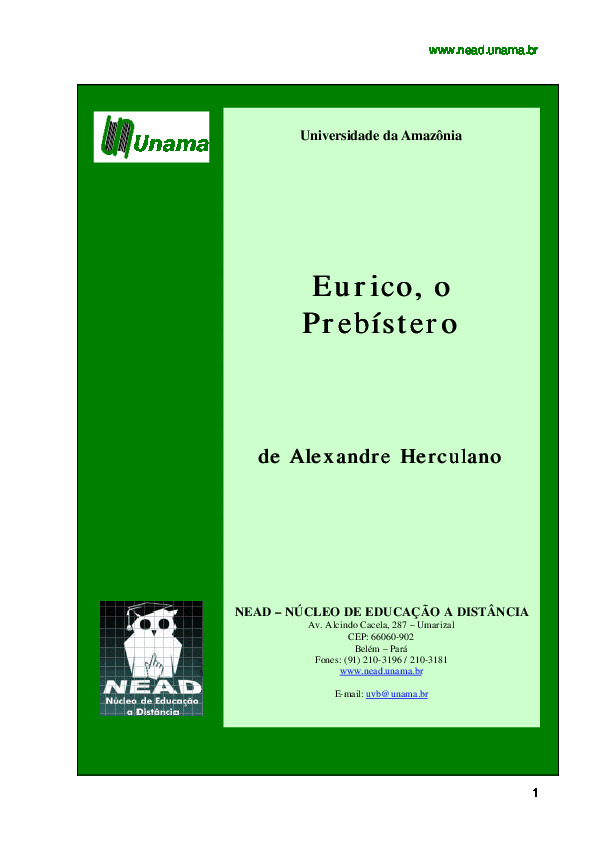 www.nead.unama.br
Unama
Universidade da Amazônia
Eurico, o
Prebístero
de Alexandre Herculano
NEAD – NÚCLEO DE EDUCAÇÃO A DISTÂNCIA
Av. Alcindo Cacela, 287 – Umarizal
CEP: 66060-902
Belém – Pará
Fones: (91) 210-3196 / 210-3181
www.nead.unama.br
E-mail: uvb@unama.br
NEAD
Núcleo de Educação
a Distância
1